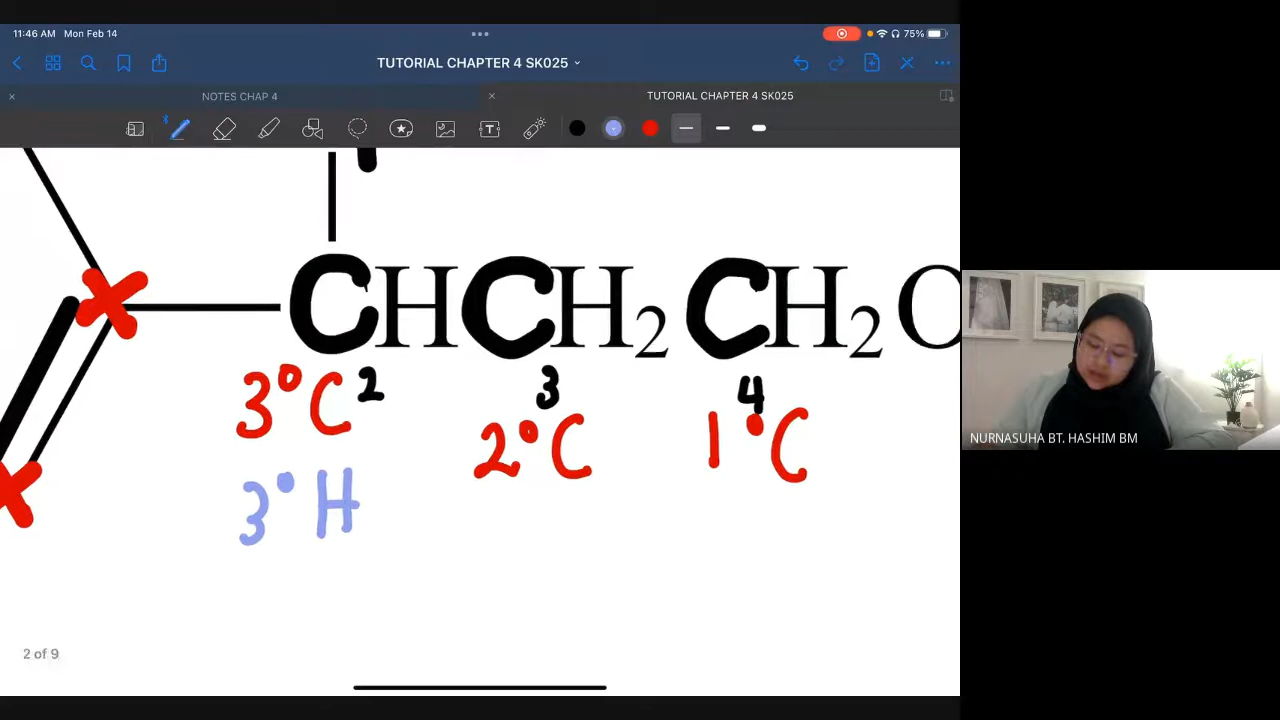 11:46 AM Mon Feb 14
75%
TUTORIAL CHAPTER 4 SK025
NOTES CHAP 4
TUTORIAL CHAPTER 4 SK025
T
CHCH₂CH₂O
2 3 4
3°C 2°C 1°C
3°H
NURNASUHA BT. HASHIM BM
2 of 9